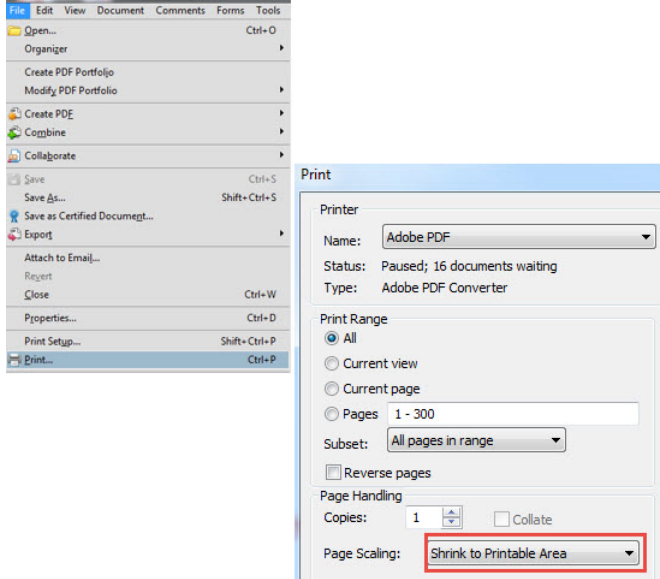 File Edit View Document Comments Forms Tools
Open... Ctrl+O
Organizer
Create PDF Portfolio
Modify PDF Portfolio
Create PDF
Combine
Collaborate
Save Ctrl+S
Save As... Shift+Ctrl+S
Save as Certified Document...
Export
Attach to Email...
Revert
Close Ctrl+W
Properties... Ctrl+D
Print Setup... Shift+Ctrl+P
Print... Ctrl+P
Print
Printer
Name: Adobe PDF
Status: Paused; 16 documents waiting
Type: Adobe PDF Converter
Print Range
All
Current view
Current page
Pages 1 - 300
Subset: All pages in range
Reverse pages
Page Handling
Copies: 1 Collate
Page Scaling: Shrink to Printable Area